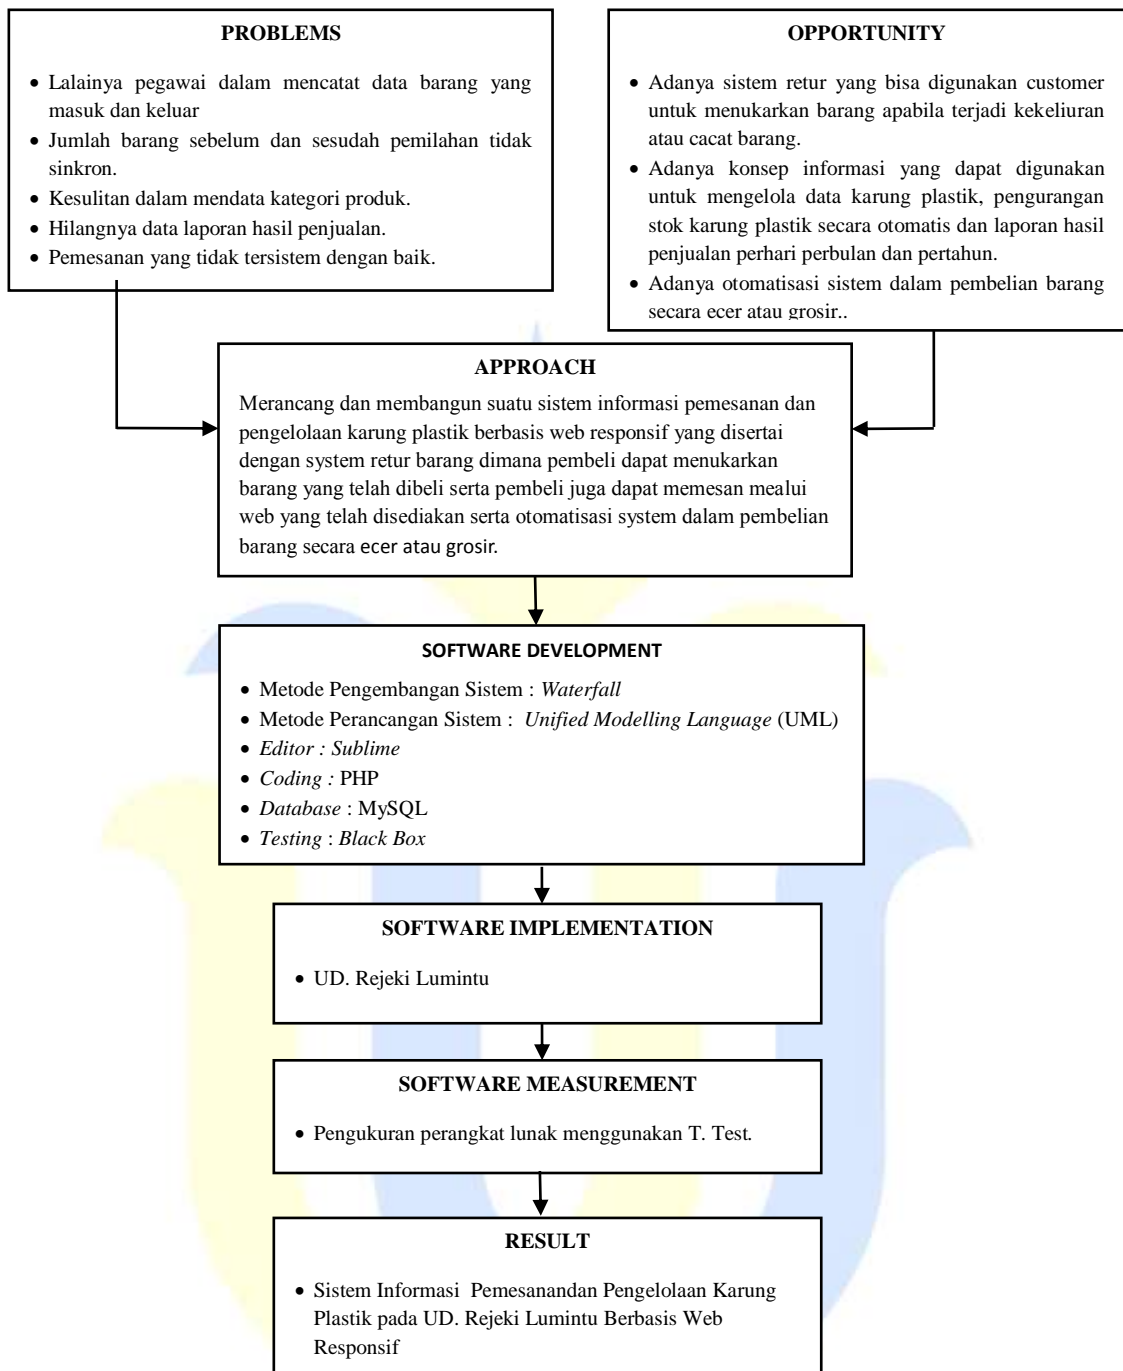 PROBLEMS
• Lalainya pegawai dalam mencatat data barang yang
masuk dan keluar
• Jumlah barang sebelum dan sesudah pemilahan tidak
sinkron.
• Kesulitan dalam mendata kategori produk.
• Hilangnya data laporan hasil penjualan.
• Pemesanan yang tidak tersistem dengan baik.
OPPORTUNITY
• Adanya sistem retur yang bisa digunakan customer
untuk menukarkan barang apabila terjadi kekeliuran
atau cacat barang.
• Adanya konsep informasi yang dapat digunakan
untuk mengelola data karung plastik, pengurangan
stok karung plastik secara otomatis dan laporan hasil
penjualan perhari perbulan dan pertahun.
• Adanya otomatisasi sistem dalam pembelian barang
secara ecer atau grosir..
APPROACH
Merancang dan membangun suatu sistem informasi pemesanan dan
pengelolaan karung plastik berbasis web responsif yang disertai
dengan system retur barang dimana pembeli dapat menukarkan
barang yang telah dibeli serta pembeli juga dapat memesan mealui
web yang telah disediakan serta otomatisasi system dalam pembelian
barang secara ecer atau grosir.
SOFTWARE DEVELOPMENT
• Metode Pengembangan Sistem : Waterfall
• Metode Perancangan Sistem : Unified Modelling Language (UML)
• Editor : Sublime
• Coding : PHP
• Database : MySQL
• Testing : Black Box
SOFTWARE IMPLEMENTATION
• UD. Rejeki Lumintu
SOFTWARE MEASUREMENT
• Pengukuran perangkat lunak menggunakan T. Test.
RESULT
• Sistem Informasi Pemesanandan Pengelolaan Karung
Plastik pada UD. Rejeki Lumintu Berbasis Web
Responsif